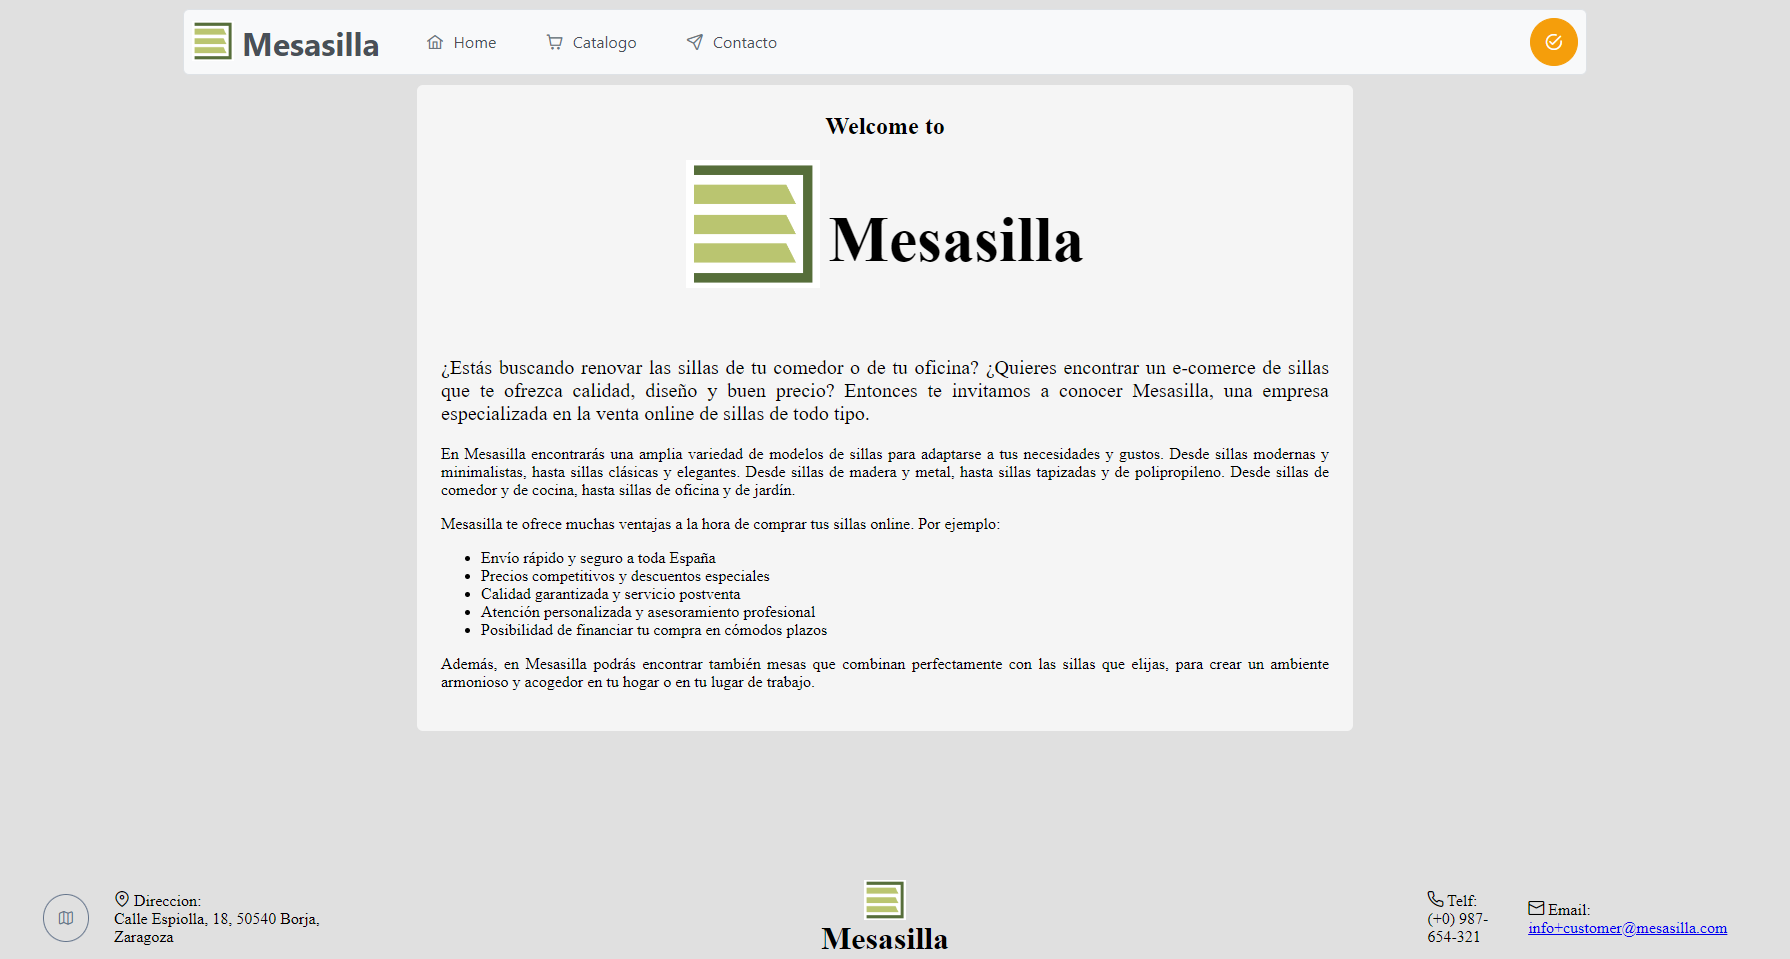 Mesasilla
Home
Catalogo
Contacto
Welcome to
Mesasilla
¿Estás buscando renovar las sillas de tu comedor o de tu oficina? ¿Quieres encontrar un e-comerce de sillas
que te ofrezca calidad, diseño y buen precio? Entonces te invitamos a conocer Mesasilla, una empresa
especializada en la venta online de sillas de todo tipo.
En Mesasilla encontrarás una amplia variedad de modelos de sillas para adaptarse a tus necesidades y gustos. Desde sillas modernas y
minimalistas, hasta sillas clásicas y elegantes. Desde sillas de madera y metal, hasta sillas tapizadas y de polipropileno. Desde sillas de
comedor y de cocina, hasta sillas de oficina y de jardín.
Mesasilla te ofrece muchas ventajas a la hora de comprar tus sillas online. Por ejemplo:
• Envío rápido y seguro a toda España
• Precios competitivos y descuentos especiales
• Calidad garantizada y servicio postventa
• Atención personalizada y asesoramiento profesional
• Posibilidad de financiar tu compra en cómodos plazos
Además, en Mesasilla podrás encontrar también mesas que combinan perfectamente con las sillas que elijas, para crear un ambiente
armonioso y acogedor en tu hogar o en tu lugar de trabajo.
Direccion:
Calle Espiolla, 18, 50540 Borja,
Zaragoza
Mesasilla
Telf:
(+0) 987-
654-321
Email:
info+customer@mesasilla.com